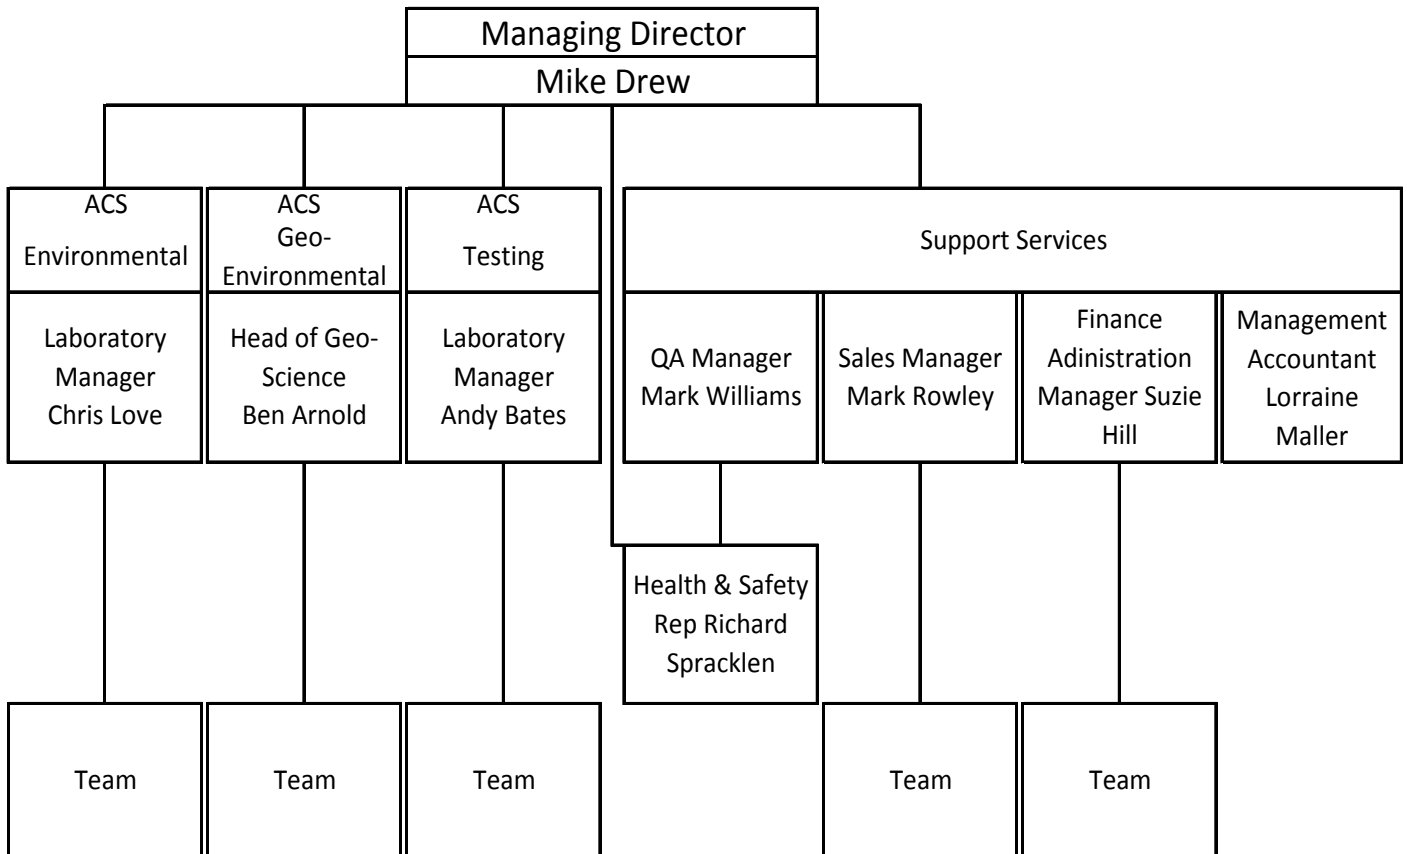 Managing Director
Mike Drew
ACS
Environmental
ACS
Geo-
Environmental
ACS
Testing
Support Services
Laboratory
Manager
Chris Love
Head of Geo-
Science
Ben Arnold
Laboratory
Manager
Andy Bates
QA Manager
Mark Williams
Sales Manager
Mark Rowley
Finance
Adinistration
Manager Suzie
Hill
Management
Accountant
Lorraine
Maller
Health & Safety
Rep Richard
Spracklen
Team
Team
Team
Team
Team